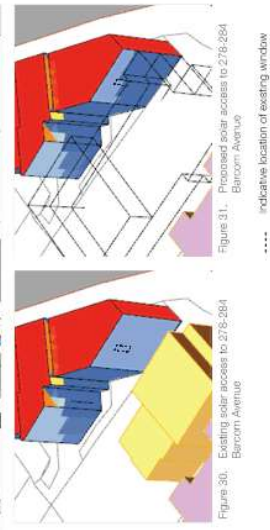 Figure 30. Existing solar access to 278-284
Barcom Avenue
Figure 31. Proposed solar access to 278-284
Barcom Avenue
Indicative location of existing window